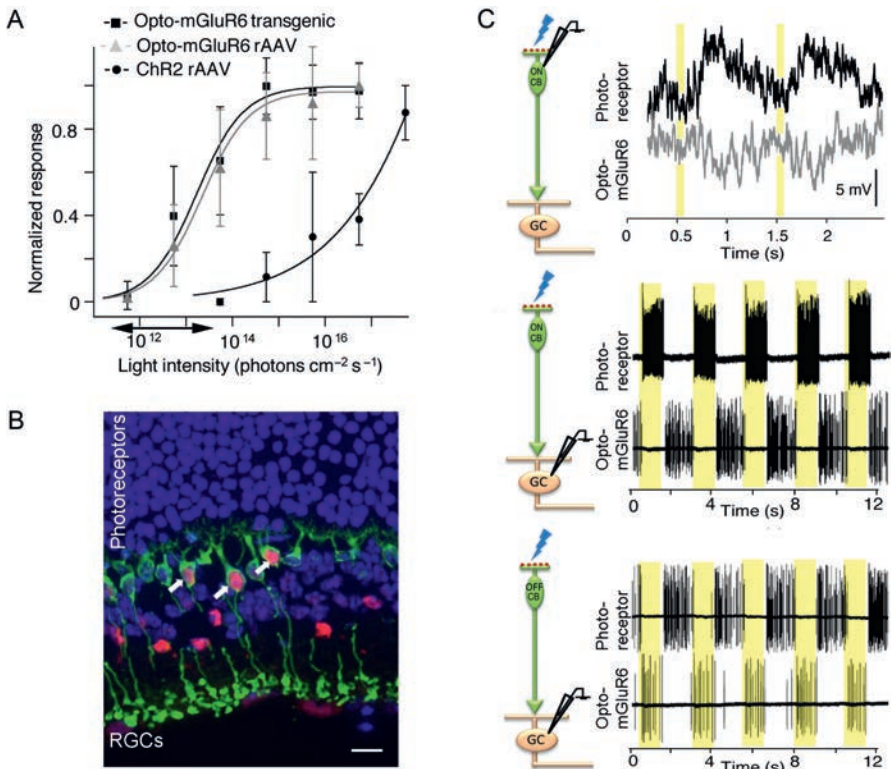 A
Opto-mGluR6 transgenic
Opto-mGluR6 rAAV
ChR2 rAAV
Normalized response
0.8
0.4
0
10 12
10 14
10 16
Light intensity (photons cm−2 s−1)
B
Photoreceptors
RGCs
C
ON
CB
GC
Photo-
receptor
Opto-
mGluR6
5 mV
0
0.5
1
1.5
2
Time (s)
ON
CB
GC
Photo-
receptor
Opto-
mGluR6
0
4
8
12
Time (s)
OFF
CB
GC
Photo-
receptor
Opto-
mGluR6
0
4
8
12
Time (s)